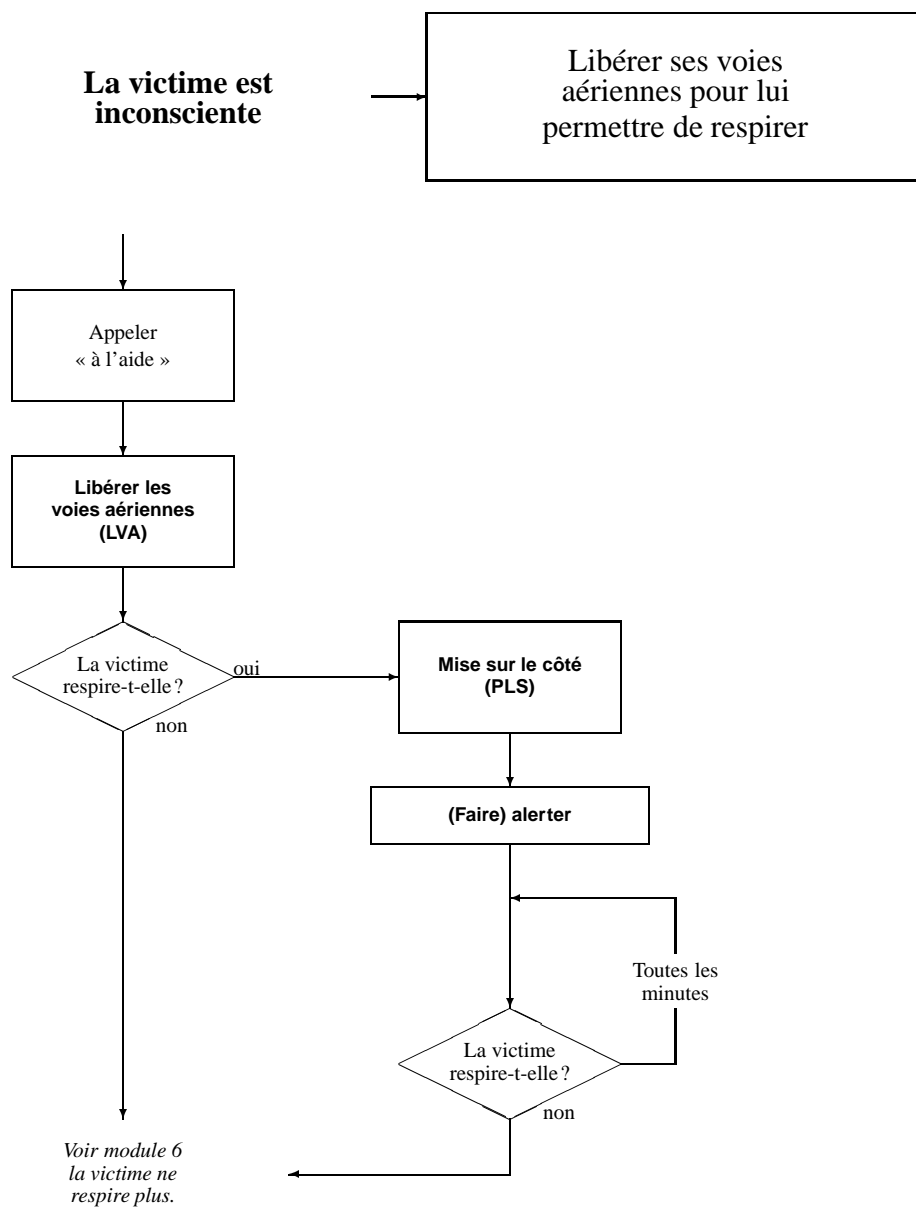 La victime est
inconsciente
Libérer ses voies
aériennes pour lui
permettre de respirer
Appeler
« à l'aide »
Libérer les
voies aériennes
(LVA)
La victime
respire-t-elle ?
oui
non
Mise sur le côté
(PLS)
(Faire) alerter
Toutes les
minutes
La victime
respire-t-elle ?
non
Voir module 6
la victime ne
respire plus.